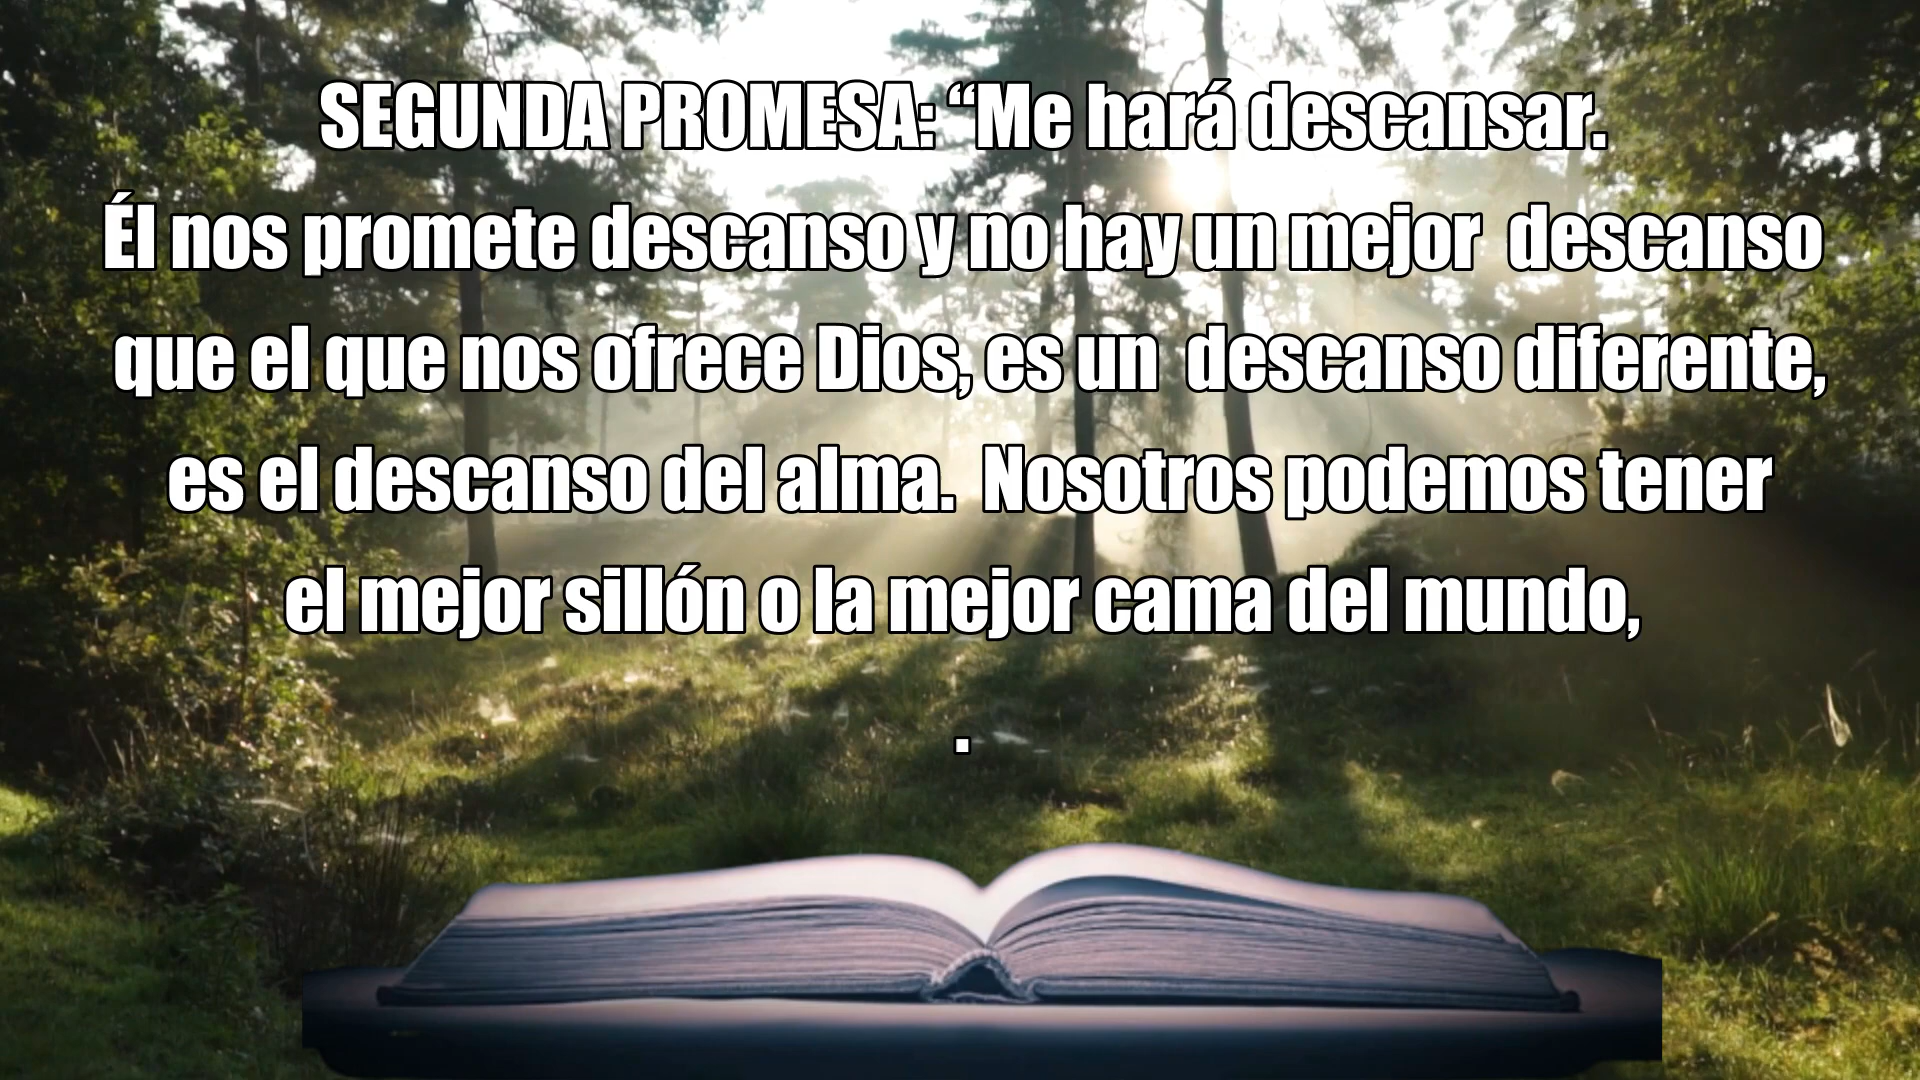 SEGUNDA PROMESA: “Me hará descansar.
Él nos promete descanso y no hay un mejor  descanso
que el que nos ofrece Dios, es un  descanso diferente,
es el descanso del alma.  Nosotros podemos tener
el mejor sillón o la mejor cama del mundo,
.